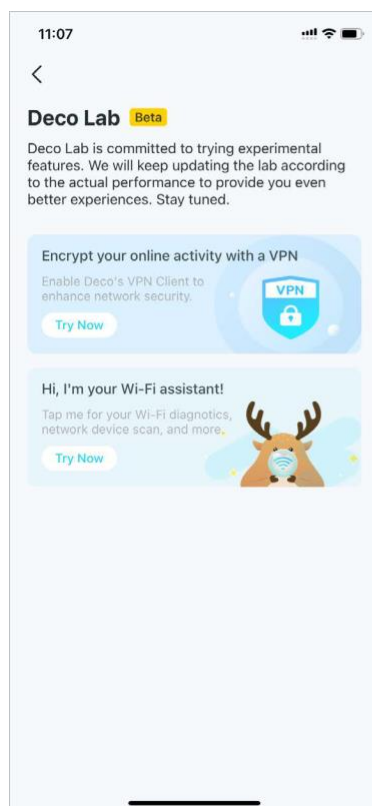 11:07
Deco Lab Beta
Deco Lab is committed to trying experimental
features. We will keep updating the lab according
to the actual performance to provide you even
better experiences. Stay tuned.
Encrypt your online activity with a VPN
Enable Deco's VPN Client to
enhance network security.
VPN
Try Now
Hi, I'm your Wi-Fi assistant!
Tap me for your Wi-Fi diagnotics,
network device scan, and more.
Try Now